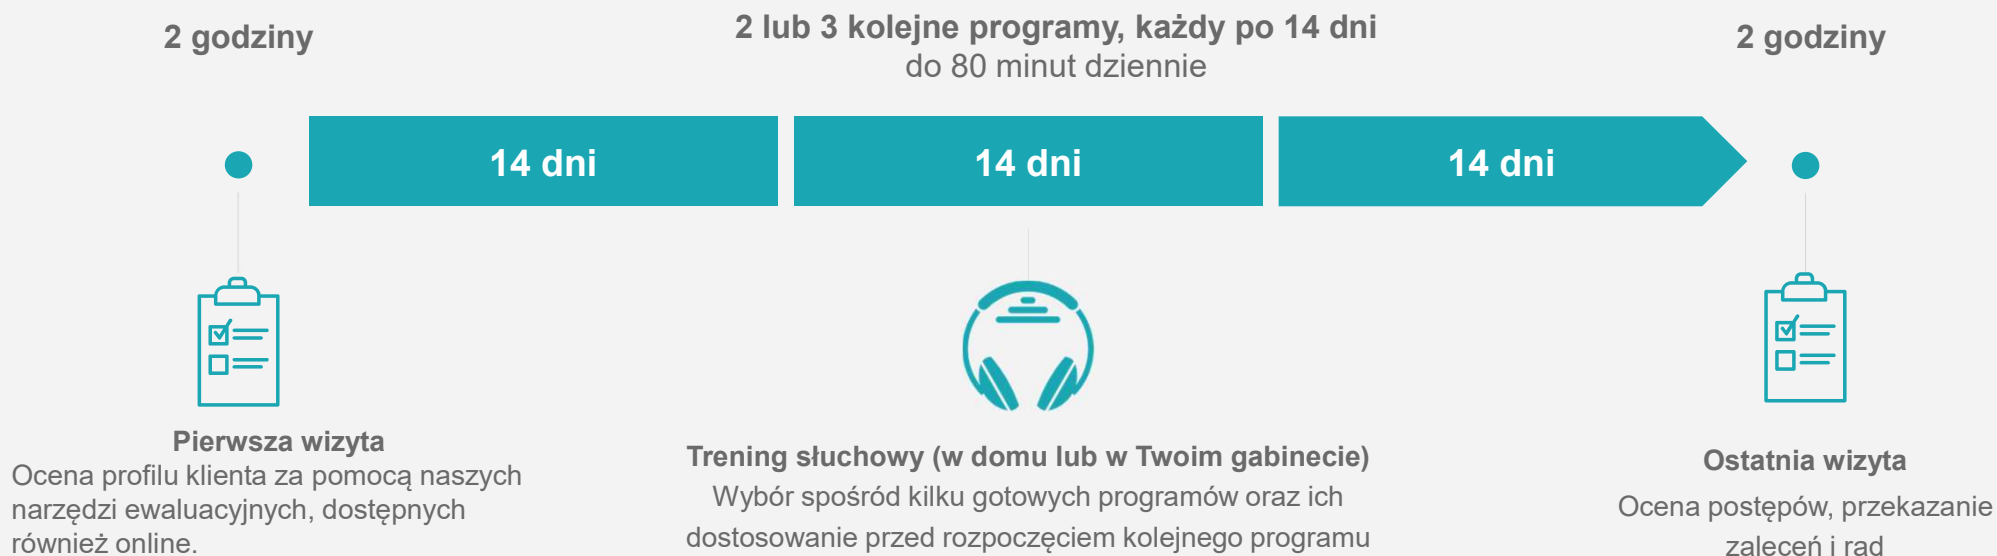 2 godziny
2 lub 3 kolejne programy, każdy po 14 dni
do 80 minut dziennie
2 godziny
14 dni
14 dni
14 dni
Pierwsza wizyta
Ocena profilu klienta za pomocą naszych
narzędzi ewaluacyjnych, dostępnych
również online.
Trening słuchowy (w domu lub w Twoim gabinecie)
Wybór spośród kilku gotowych programów oraz ich
dostosowanie przed rozpoczęciem kolejnego programu
Ostatnia wizyta
Ocena postępów, przekazanie
zaleceń i rad